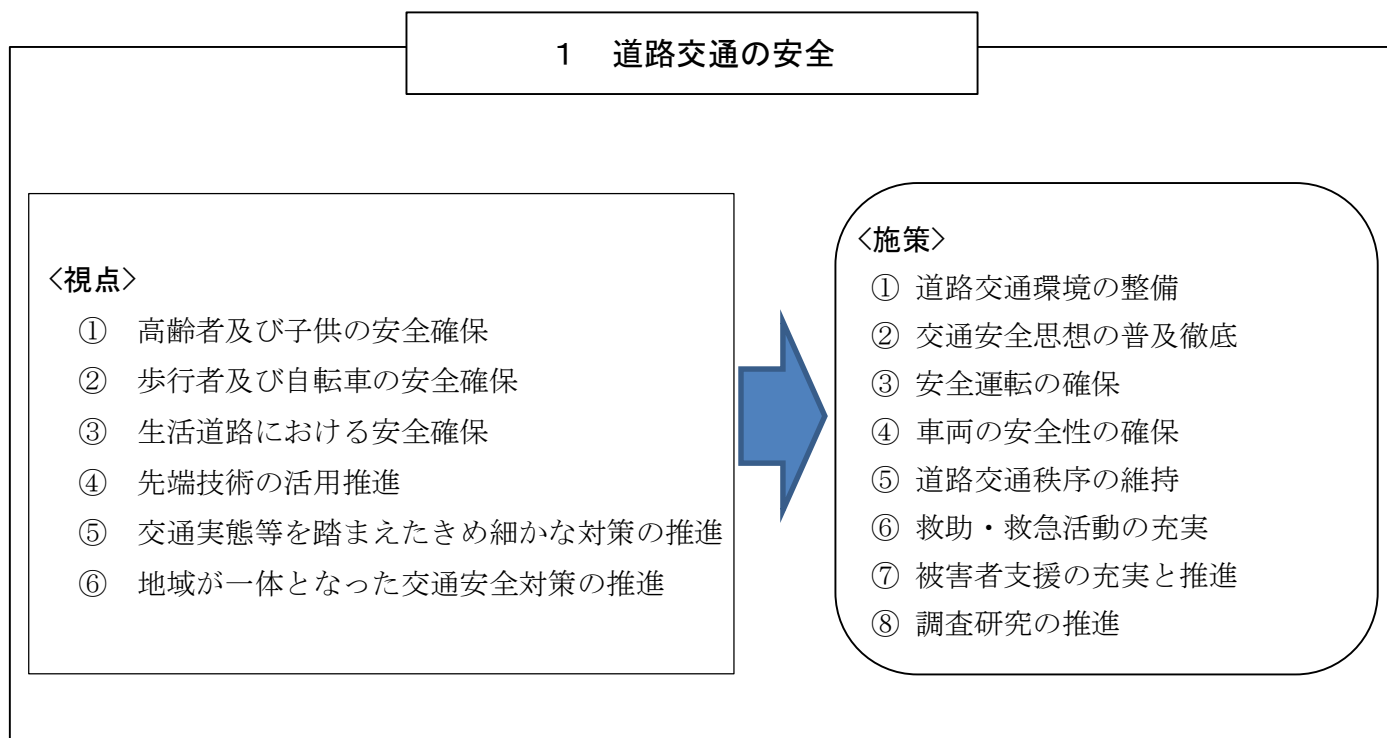 １　道路交通の安全
<視点>
①　高齢者及び子供の安全確保
②　歩行者及び自転車の安全確保
③　生活道路における安全確保
④　先端技術の活用推進
⑤　交通実態等を踏まえたきめ細かな対策の推進
⑥　地域が一体となった交通安全対策の推進
<施策>
① 道路交通環境の整備
② 交通安全思想の普及徹底
③ 安全運転の確保
④ 車両の安全性の確保
⑤ 道路交通秩序の維持
⑥ 救助・救急活動の充実
⑦ 被害者支援の充実と推進
⑧ 調査研究の推進